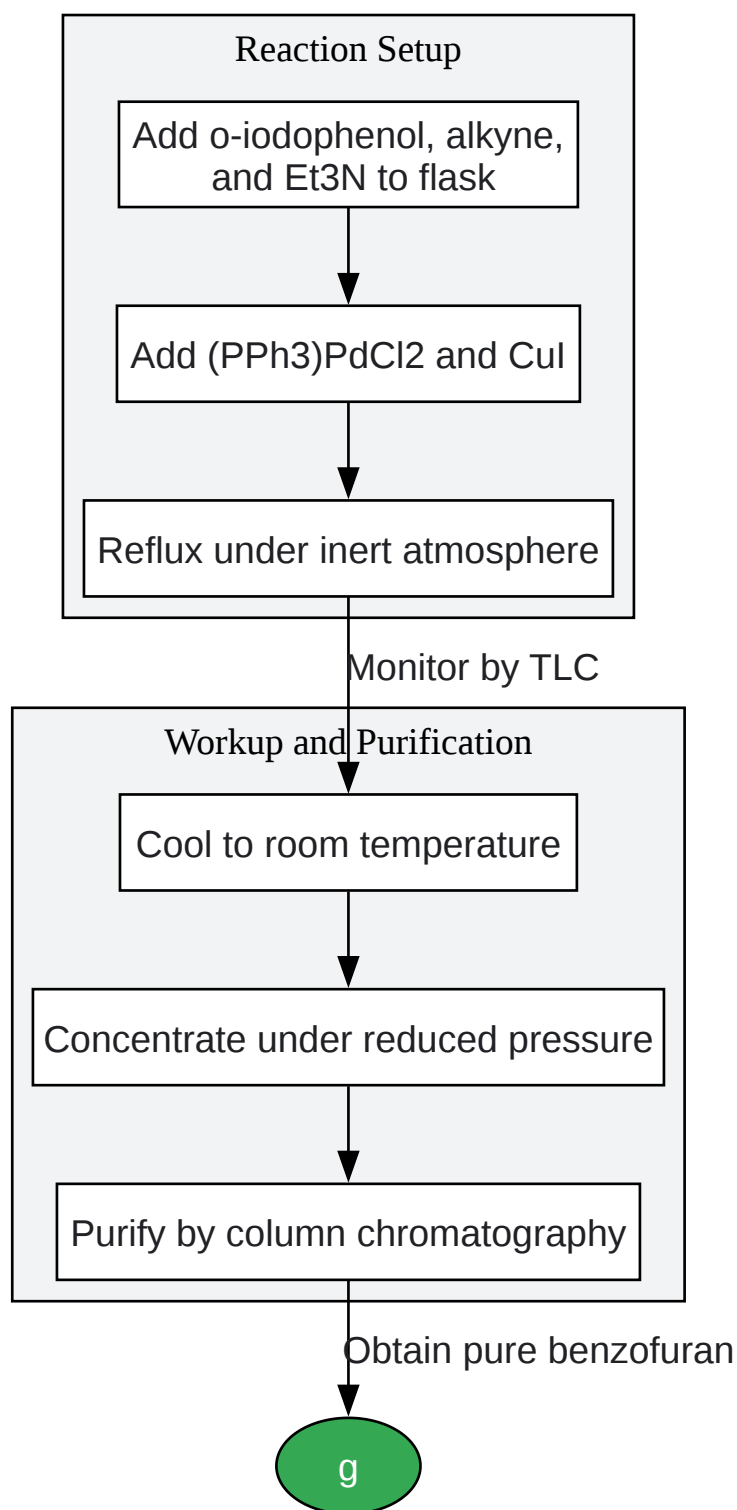 Reaction Setup
Add o-iodophenol, alkyne,
and Et3N to flask
Add (PPh3)PdCl2 and CuI
Reflux under inert atmosphere
Monitor by TLC
Workup and Purification
Cool to room temperature
Concentrate under reduced pressure
Purify by column chromatography
Obtain pure benzofuran
g